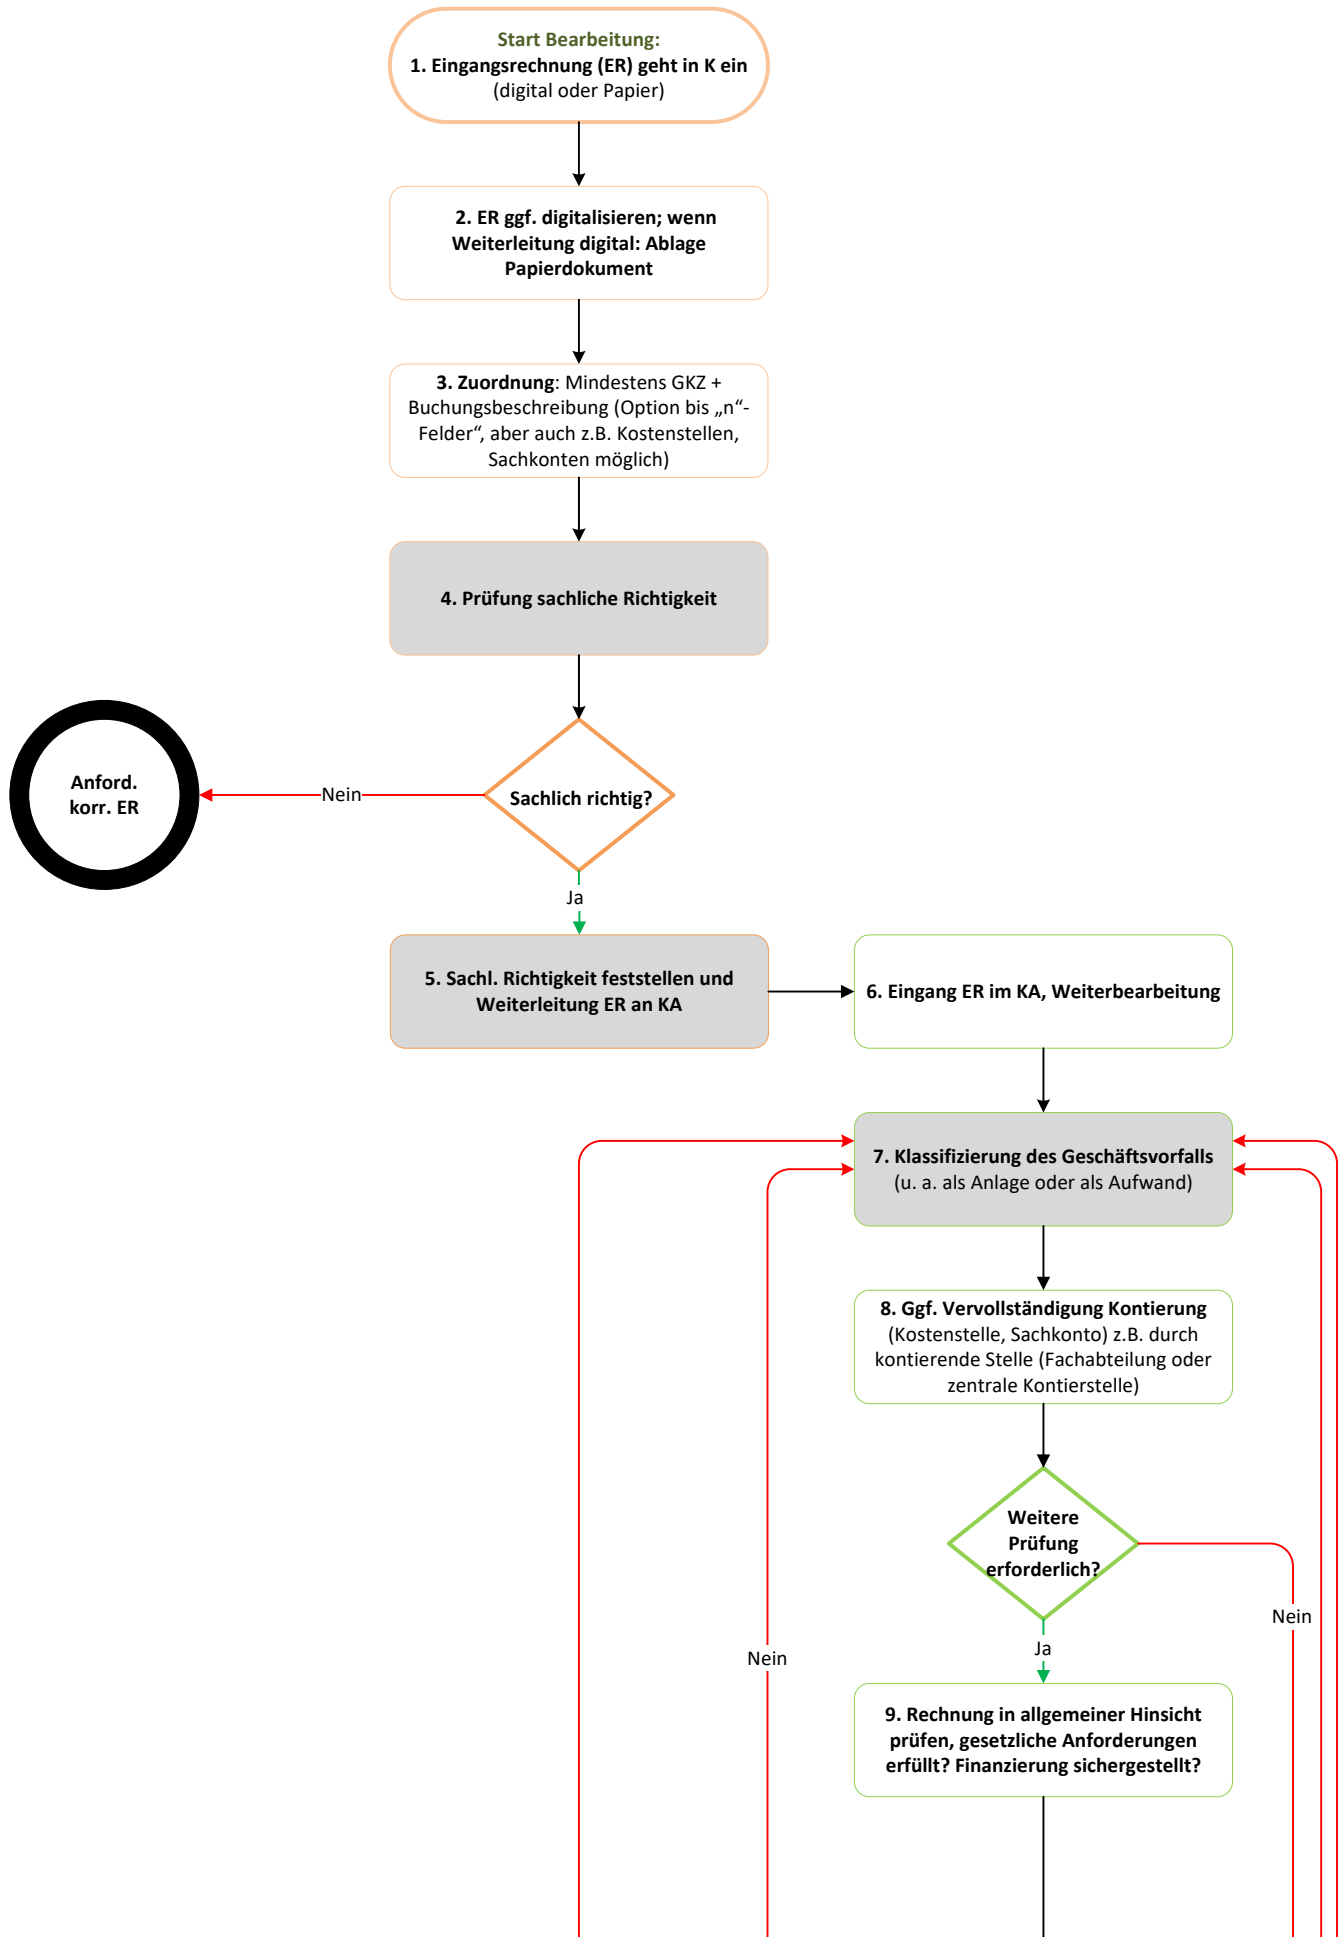 Start Bearbeitung:
1. Eingangsrechnung (ER) geht in K ein
(digital oder Papier)
2. ER ggf. digitalisieren; wenn
Weiterleitung digital: Ablage
Papierdokument
3. Zuordnung: Mindestens GKZ +
Buchungsbeschreibung (Option bis „n“-
Felder“, aber auch z.B. Kostenstellen,
Sachkonten möglich)
4. Prüfung sachliche Richtigkeit
Anford.
korr. ER
Nein
Sachlich richtig?
Ja
5. Sachl. Richtigkeit feststellen und
Weiterleitung ER an KA
6. Eingang ER im KA, Weiterbearbeitung
7. Klassifizierung des Geschäftsvorfalls
(u. a. als Anlage oder als Aufwand)
8. Ggf. Vervollständigung Kontierung
(Kostenstelle, Sachkonto) z.B. durch
kontierende Stelle (Fachabteilung oder
zentrale Kontierstelle)
Weitere
Prüfung
erforderlich?
Nein
Ja
Nein
9. Rechnung in allgemeiner Hinsicht
prüfen, gesetzliche Anforderungen
erfüllt? Finanzierung sichergestellt?